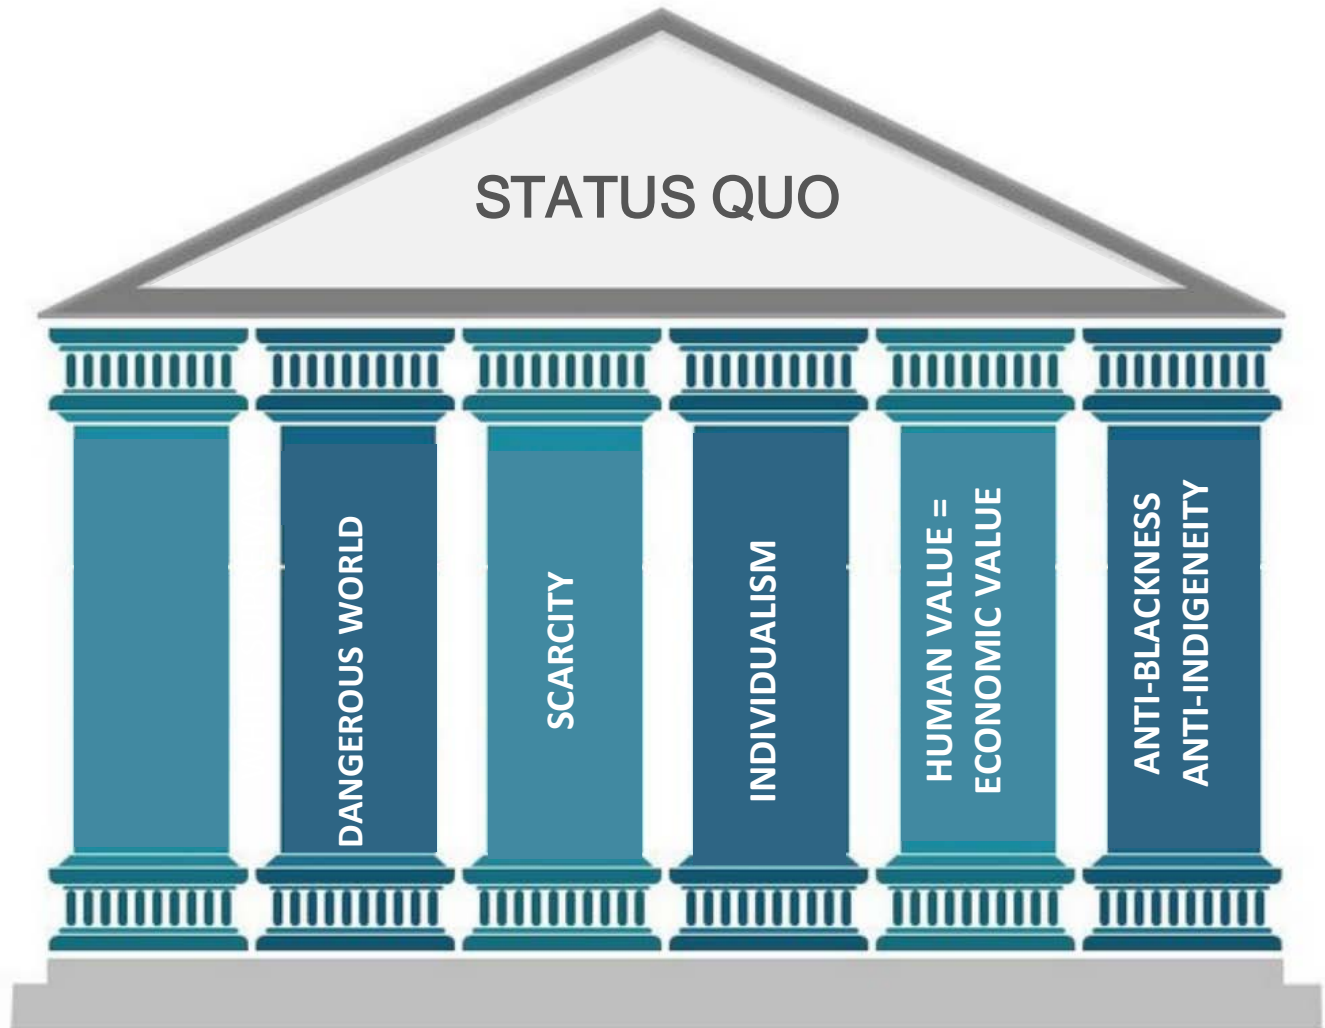 STATUS QUO
DANGEROUS WORLD
SCARCITY
INDIVIDUALISM
HUMAN VALUE =
ECONOMIC VALUE
ANTI-BLACKNESS
ANTI-INDIGENEITY